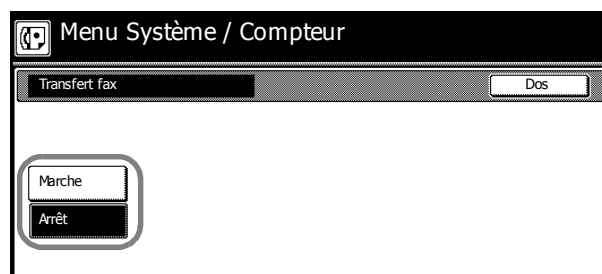 Menu Système / Compteur
Transfert fax
Dos
Marche
Arrêt